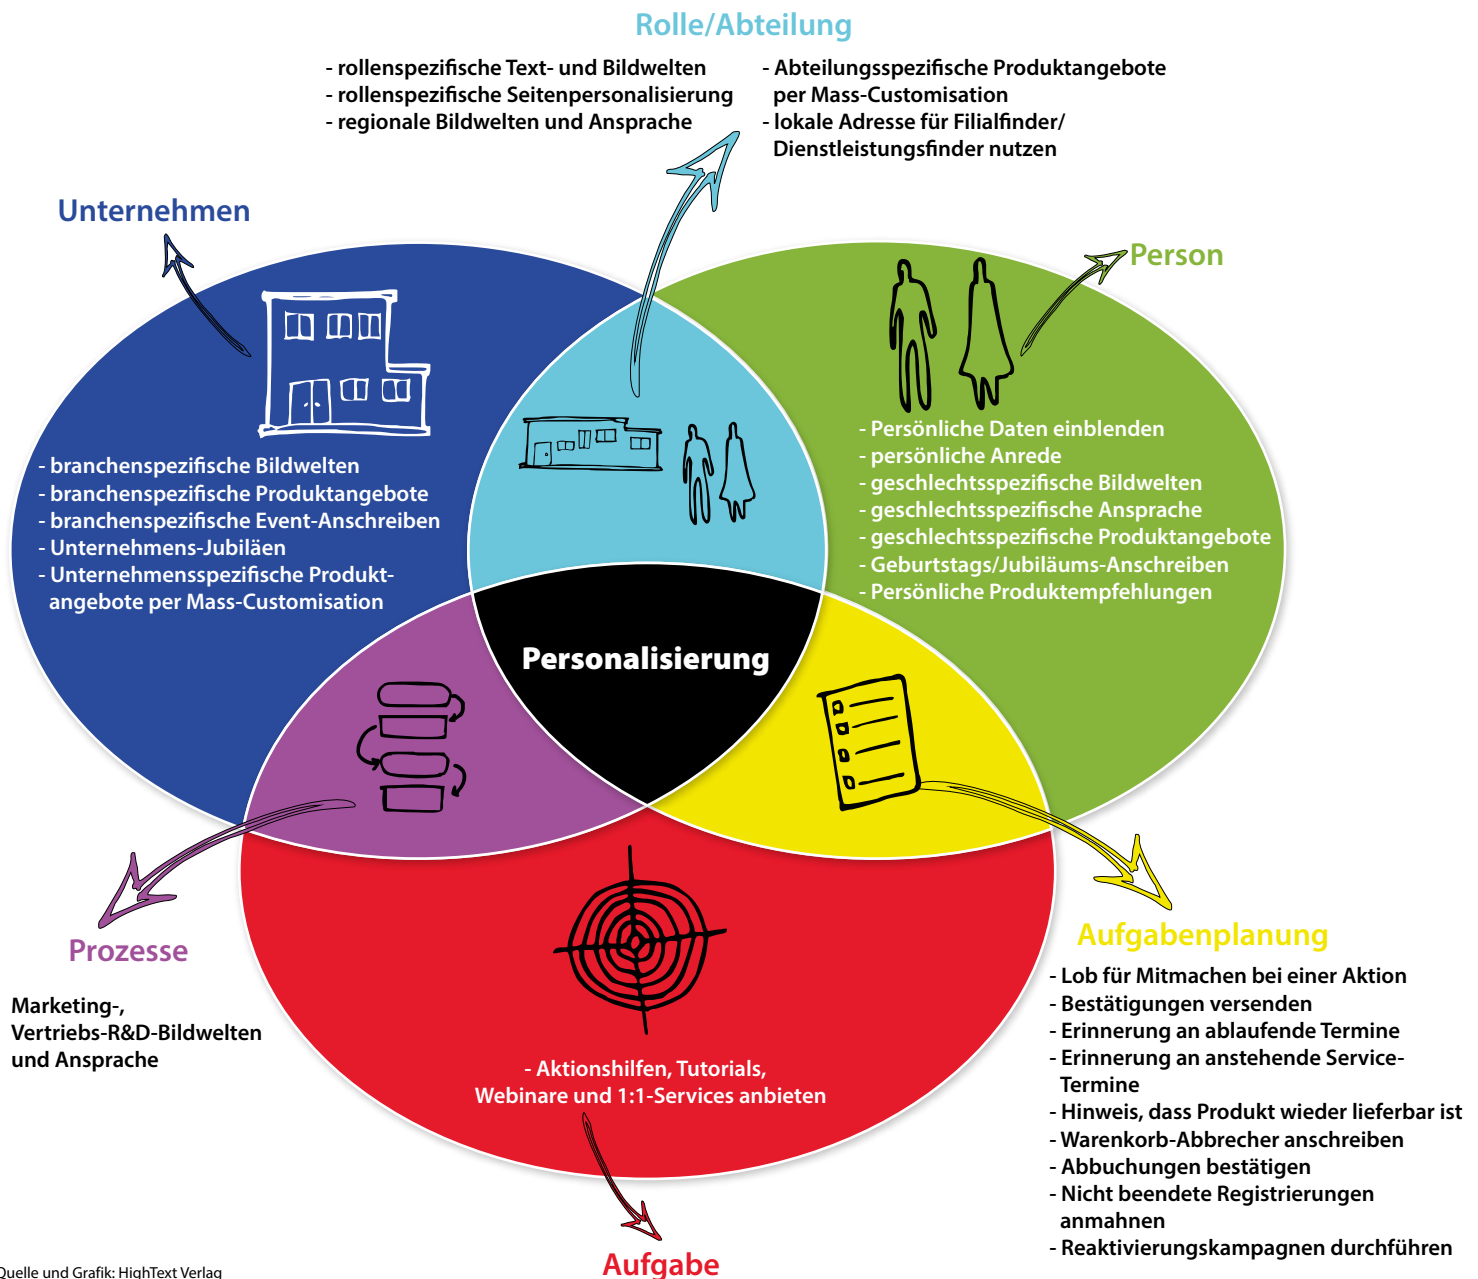 Rolle/Abteilung
- rollenspezifische Text- und Bildwelten
- rollenspezifische Seitenpersonalisierung
- regionale Bildwelten und Ansprache
- Abteilungsspezifische Produktangebote
per Mass-Customisation
- lokale Adresse für Filialfinder/
Dienstleistungsfinder nutzen
Unternehmen
- branchenspezifische Bildwelten
- branchenspezifische Produktangebote
- branchenspezifische Event-Anschreiben
- Unternehmens-Jubiläen
- Unternehmensspezifische Produkt-
angebote per Mass-Customisation
Person
- Persönliche Daten einblenden
- persönliche Anrede
- geschlechtsspezifische Bildwelten
- geschlechtsspezifische Ansprache
- geschlechtsspezifische Produktangebote
- Geburtstags/Jubiläums-Anschreiben
- Persönliche Produktempfehlungen
Personalisierung
Prozesse
Marketing-,
Vertriebs-R&D-Bildwelten
und Ansprache
- Aktionshilfen, Tutorials,
Webinare und 1:1-Services anbieten
Aufgabe
Aufgabenplanung
- Lob für Mitmachen bei einer Aktion
- Bestätigungen versenden
- Erinnerung an ablaufende Termine
- Erinnerung an anstehende Service-
Termine
- Hinweis, dass Produkt wieder lieferbar ist
- Warenkorb-Abbrecher anschreiben
- Abbuchungen bestätigen
- Nicht beendete Registrierungen
anmahnen
- Reaktivierungskampagnen durchführen
Quelle und Grafik: HighText Verlag